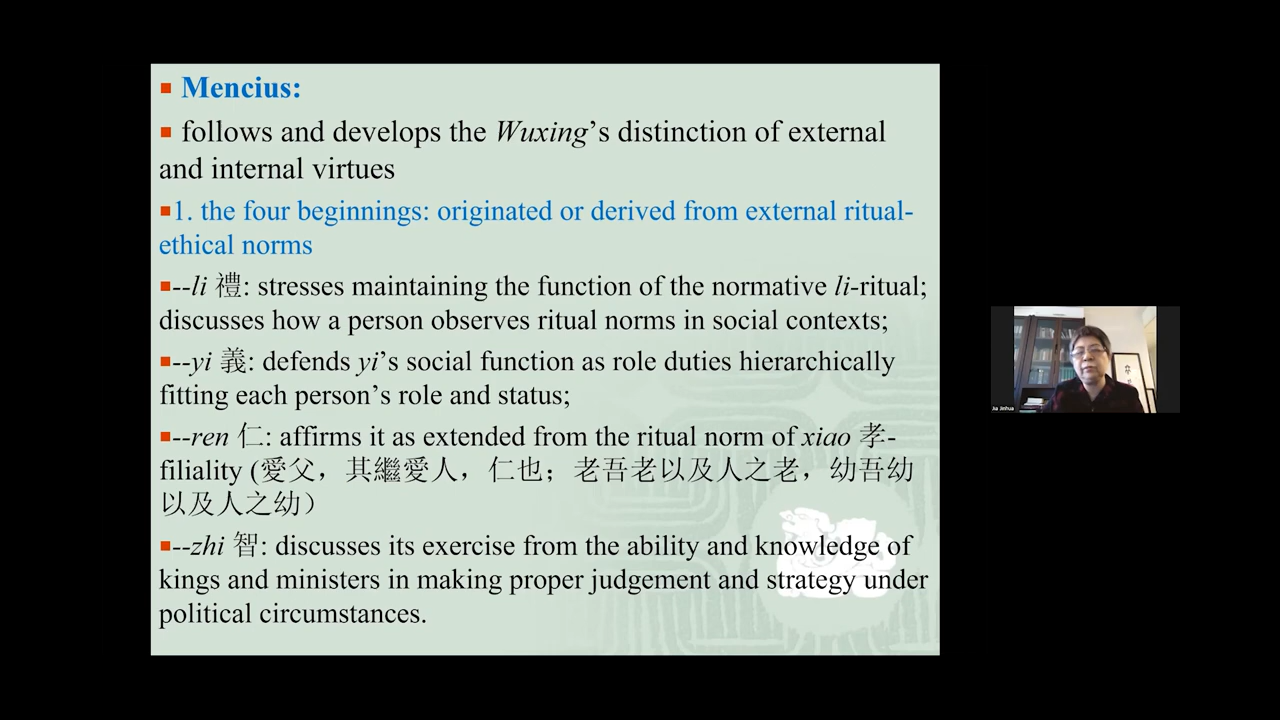 Mencius:
follows and develops the Wuxing’s distinction of external
and internal virtues
1. the four beginnings: originated or derived from external ritual-
ethical norms
--li 禮: stresses maintaining the function of the normative li-ritual;
discusses how a person observes ritual norms in social contexts;
--yi 義: defends yi’s social function as role duties hierarchically
fitting each person’s role and status;
--ren 仁: affirms it as extended from the ritual norm of xiao 孝-
filiality (愛父，其繼愛人，仁也；老吾老以及人之老，幼吾幼
以及人之幼）
--zhi 智: discusses its exercise from the ability and knowledge of
kings and ministers in making proper judgement and strategy under
political circumstances.
Jia Jinhua